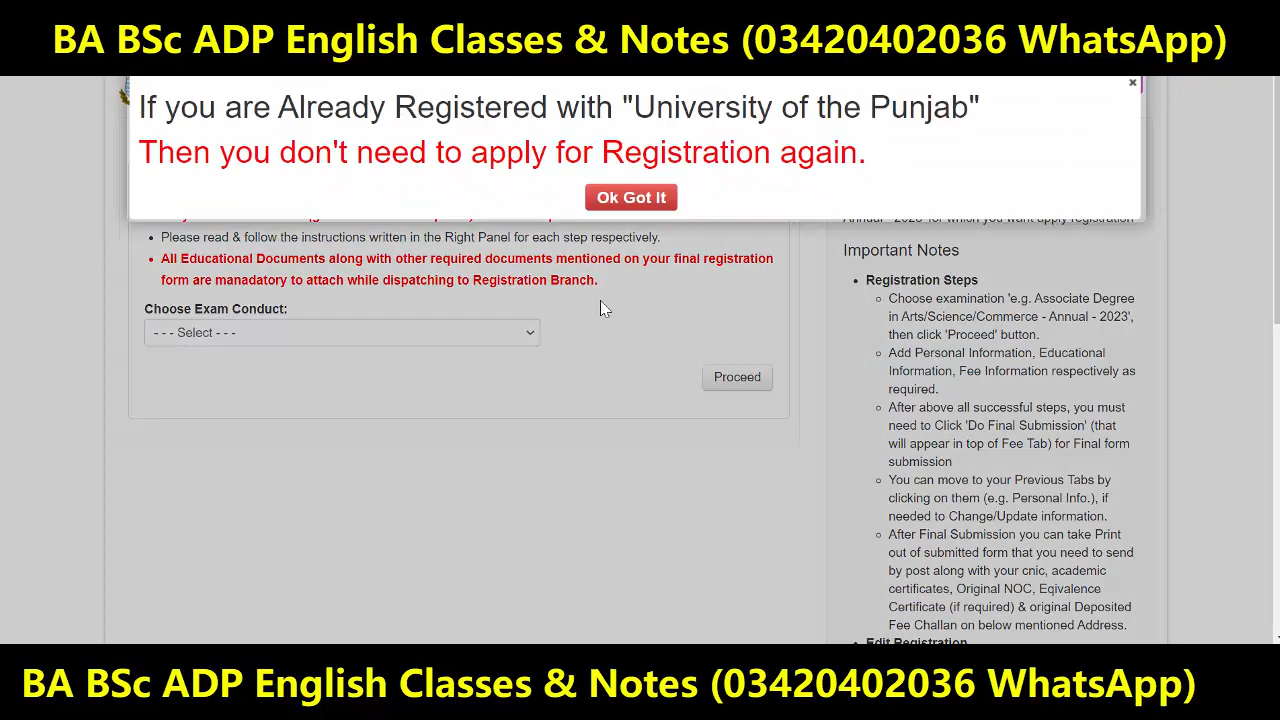 BA BSc ADP English Classes & Notes (03420402036 WhatsApp)
If you are Already Registered with "University of the Punjab"
Then you don't need to apply for Registration again.
Ok Got It
Please read & follow the instructions written in the Right Panel for each step respectively.
All Educational Documents along with other required documents mentioned on your final registration
form are manadatory to attach while dispatching to Registration Branch.
Choose Exam Conduct:
- - - Select - - -
Proceed
Annual - 2023' for which you want apply registration
Important Notes
Registration Steps
Choose examination 'e.g. Associate Degree
in Arts/Science/Commerce - Annual - 2023',
then click 'Proceed' button.
Add Personal Information, Educational
Information, Fee Information respectively as
required.
After above all successful steps, you must
need to Click 'Do Final Submission' (that
will appear in top of Fee Tab) for Final form
submission
You can move to your Previous Tabs by
clicking on them (e.g. Personal Info.), if
needed to Change/Update information.
After Final Submission you can take Print
out of submitted form that you need to send
by post along with your cnic, academic
certificates, Original NOC, Eqivalence
Certificate (if required) & original Deposited
Fee Challan on below mentioned Address.
Edit Registration
BA BSc ADP English Classes & Notes (03420402036 WhatsApp)